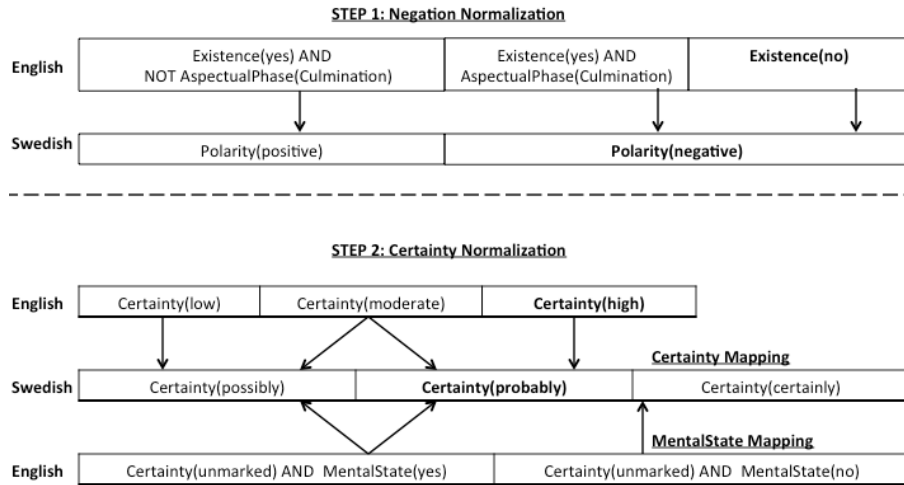 STEP 1: Negation Normalization
English
Existence(yes) AND
NOT AspectualPhase(Culmination)
Existence(yes) AND
AspectualPhase(Culmination)
Existence(no)
Swedish
Polarity(positive)
Polarity(negative)
STEP 2: Certainty Normalization
English
Certainty(low)
Certainty(moderate)
Certainty(high)
Certainty Mapping
Swedish
Certainty(possibly)
Certainty(probably)
Certainty(certainly)
MentalState Mapping
English
Certainty(unmarked) AND MentalState(yes)
Certainty(unmarked) AND MentalState(no)